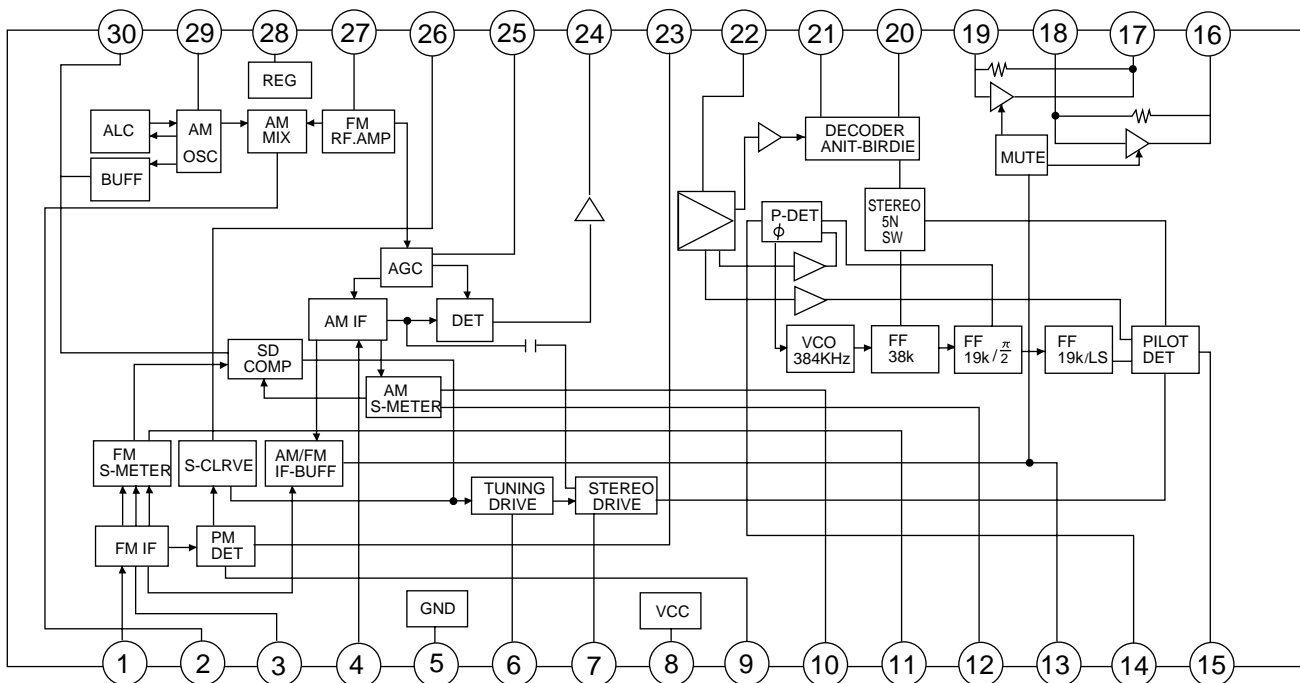 30 29 28 27 26 25 24 23 22 21 20 19 18 17 16
REG
ALC
AM
OSC
AM
MIX
FM
RF.AMP
BUFF
DECODER
ANIT-BIRDIE
MUTE
STEREO
5N
SW
P-DET
ϕ
AGC
AM IF
DET
SD
COMP
AM
S-METER
VCO
384KHz
FF
38k
FF
19k/π/2
FF
19k/LS
PILOT
DET
FM
S-METER
S-CLRVE
AM/FM
IF-BUFF
TUNING
DRIVE
STEREO
DRIVE
FM IF
PM
DET
GND
VCC
1 2 3 4 5 6 7 8 9 10 11 12 13 14 15